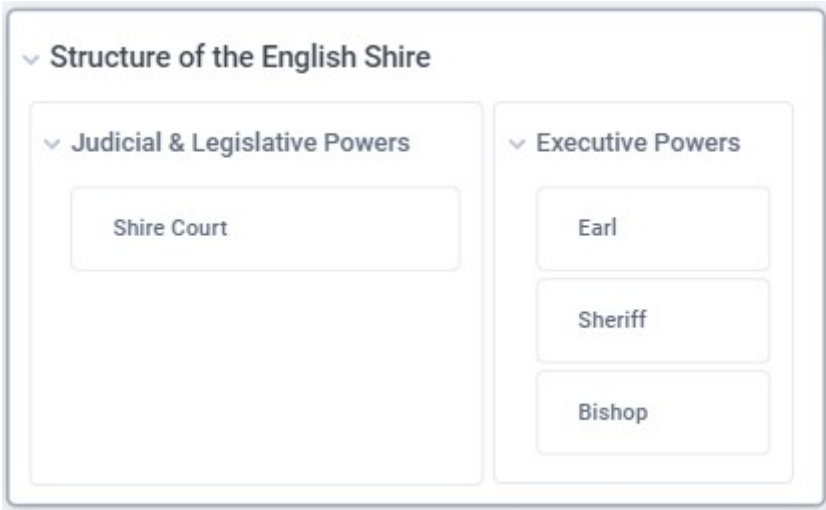 Structure of the English Shire
Judicial & Legislative Powers
Shire Court
Executive Powers
Earl
Sheriff
Bishop